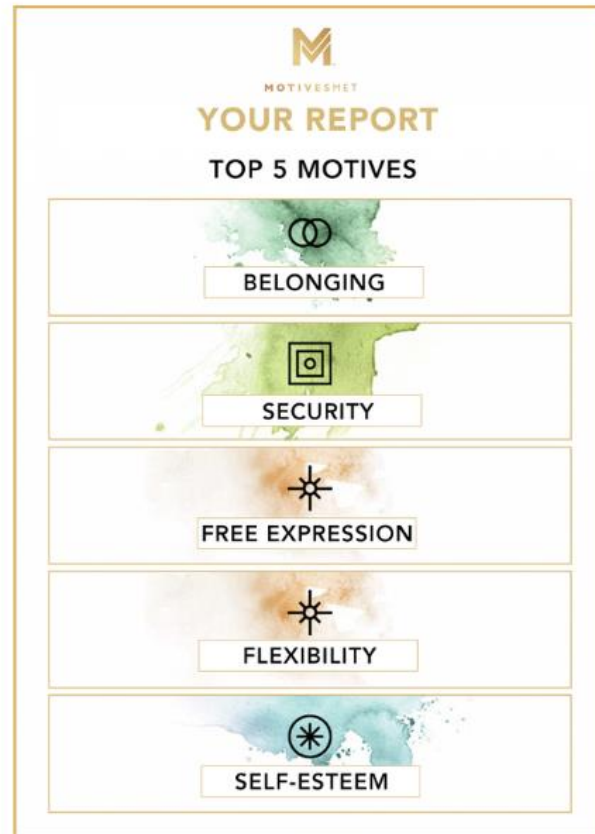 MOTIVESMET
YOUR REPORT
TOP 5 MOTIVES
BELONGING
SECURITY
FREE EXPRESSION
FLEXIBILITY
SELF-ESTEEM